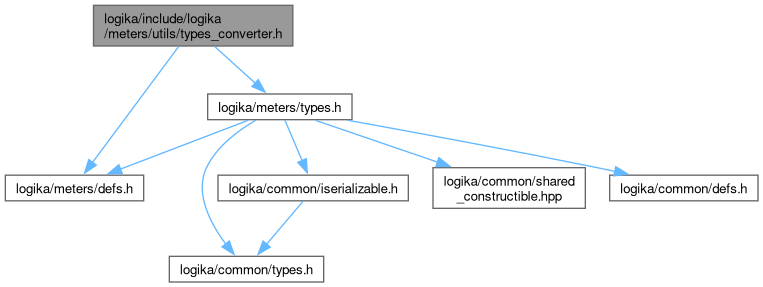 logika/include/logika
/meters/utils/types_converter.h
logika/meters/types.h
logika/meters/defs.h
logika/common/iserializable.h
logika/common/shared
_constructible.hpp
logika/common/defs.h
logika/common/types.h